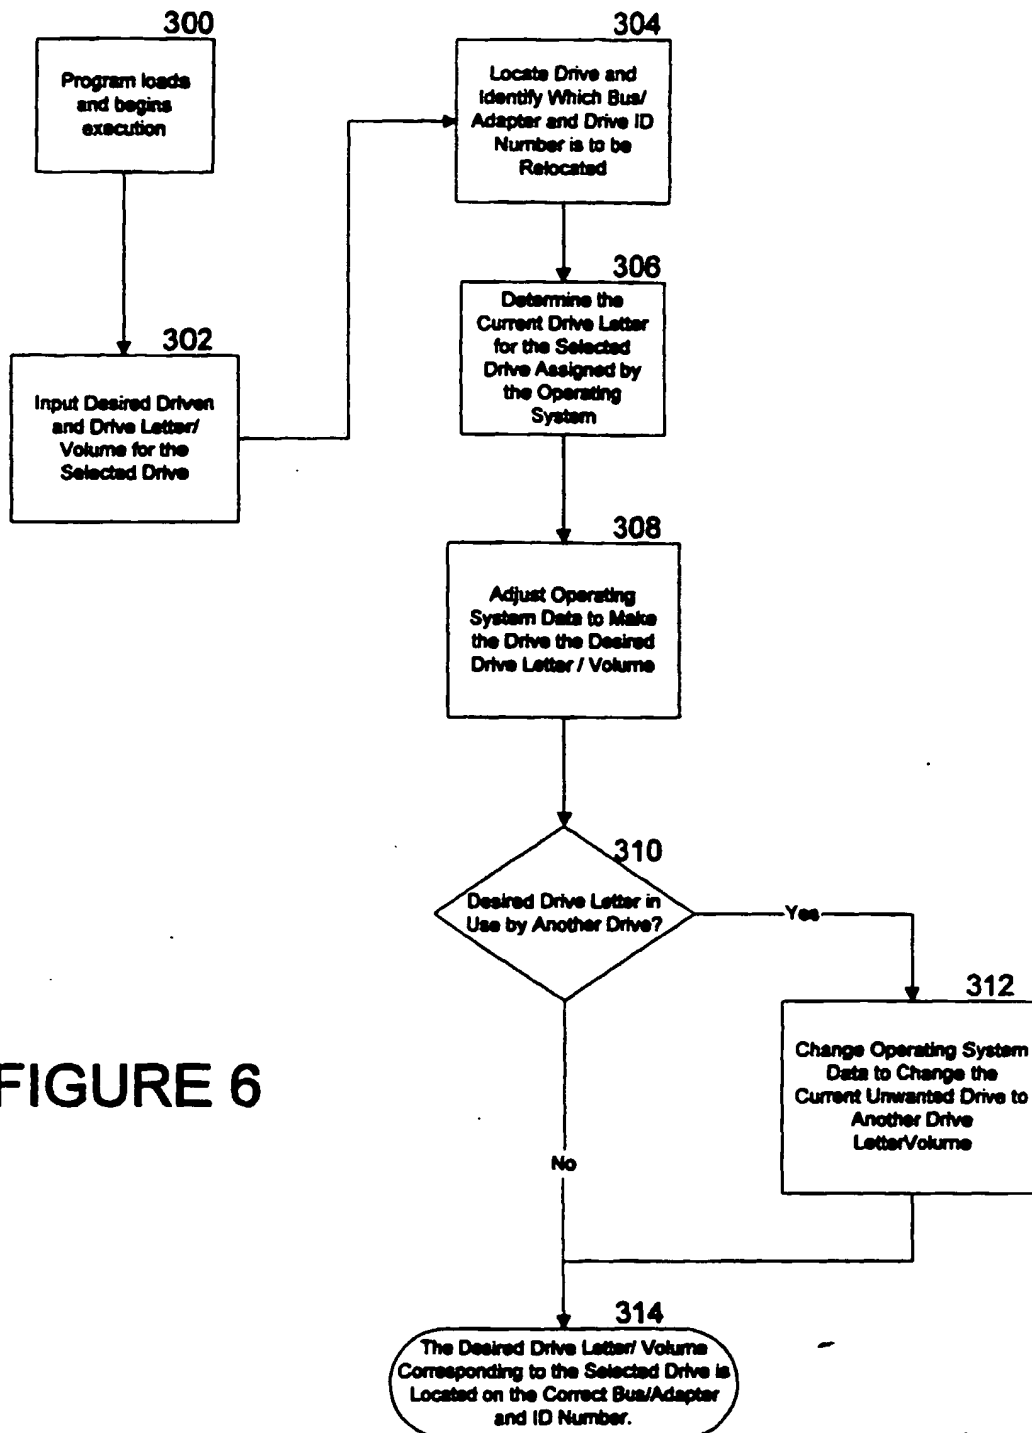 300
Program loads
and begins
execution
302
Input Desired Driven
and Drive Letter/
Volume for the
Selected Drive
304
Locate Drive and
Identify Which Bus/
Adapter and Drive ID
Number is to be
Relocated
306
Determine the
Current Drive Letter
for the Selected
Drive Assigned by
the Operating
System
308
Adjust Operating
System Data to Make
the Drive the Desired
Drive Letter / Volume
310
Desired Drive Letter in
Use by Another Drive?
Yes
312
Change Operating System
Data to Change the
Current Unwanted Drive to
Another Drive
LetterVolume
No
314
The Desired Drive Letter/ Volume
Corresponding to the Selected Drive is
Located on the Correct Bus/Adapter
and ID Number.
FIGURE 6